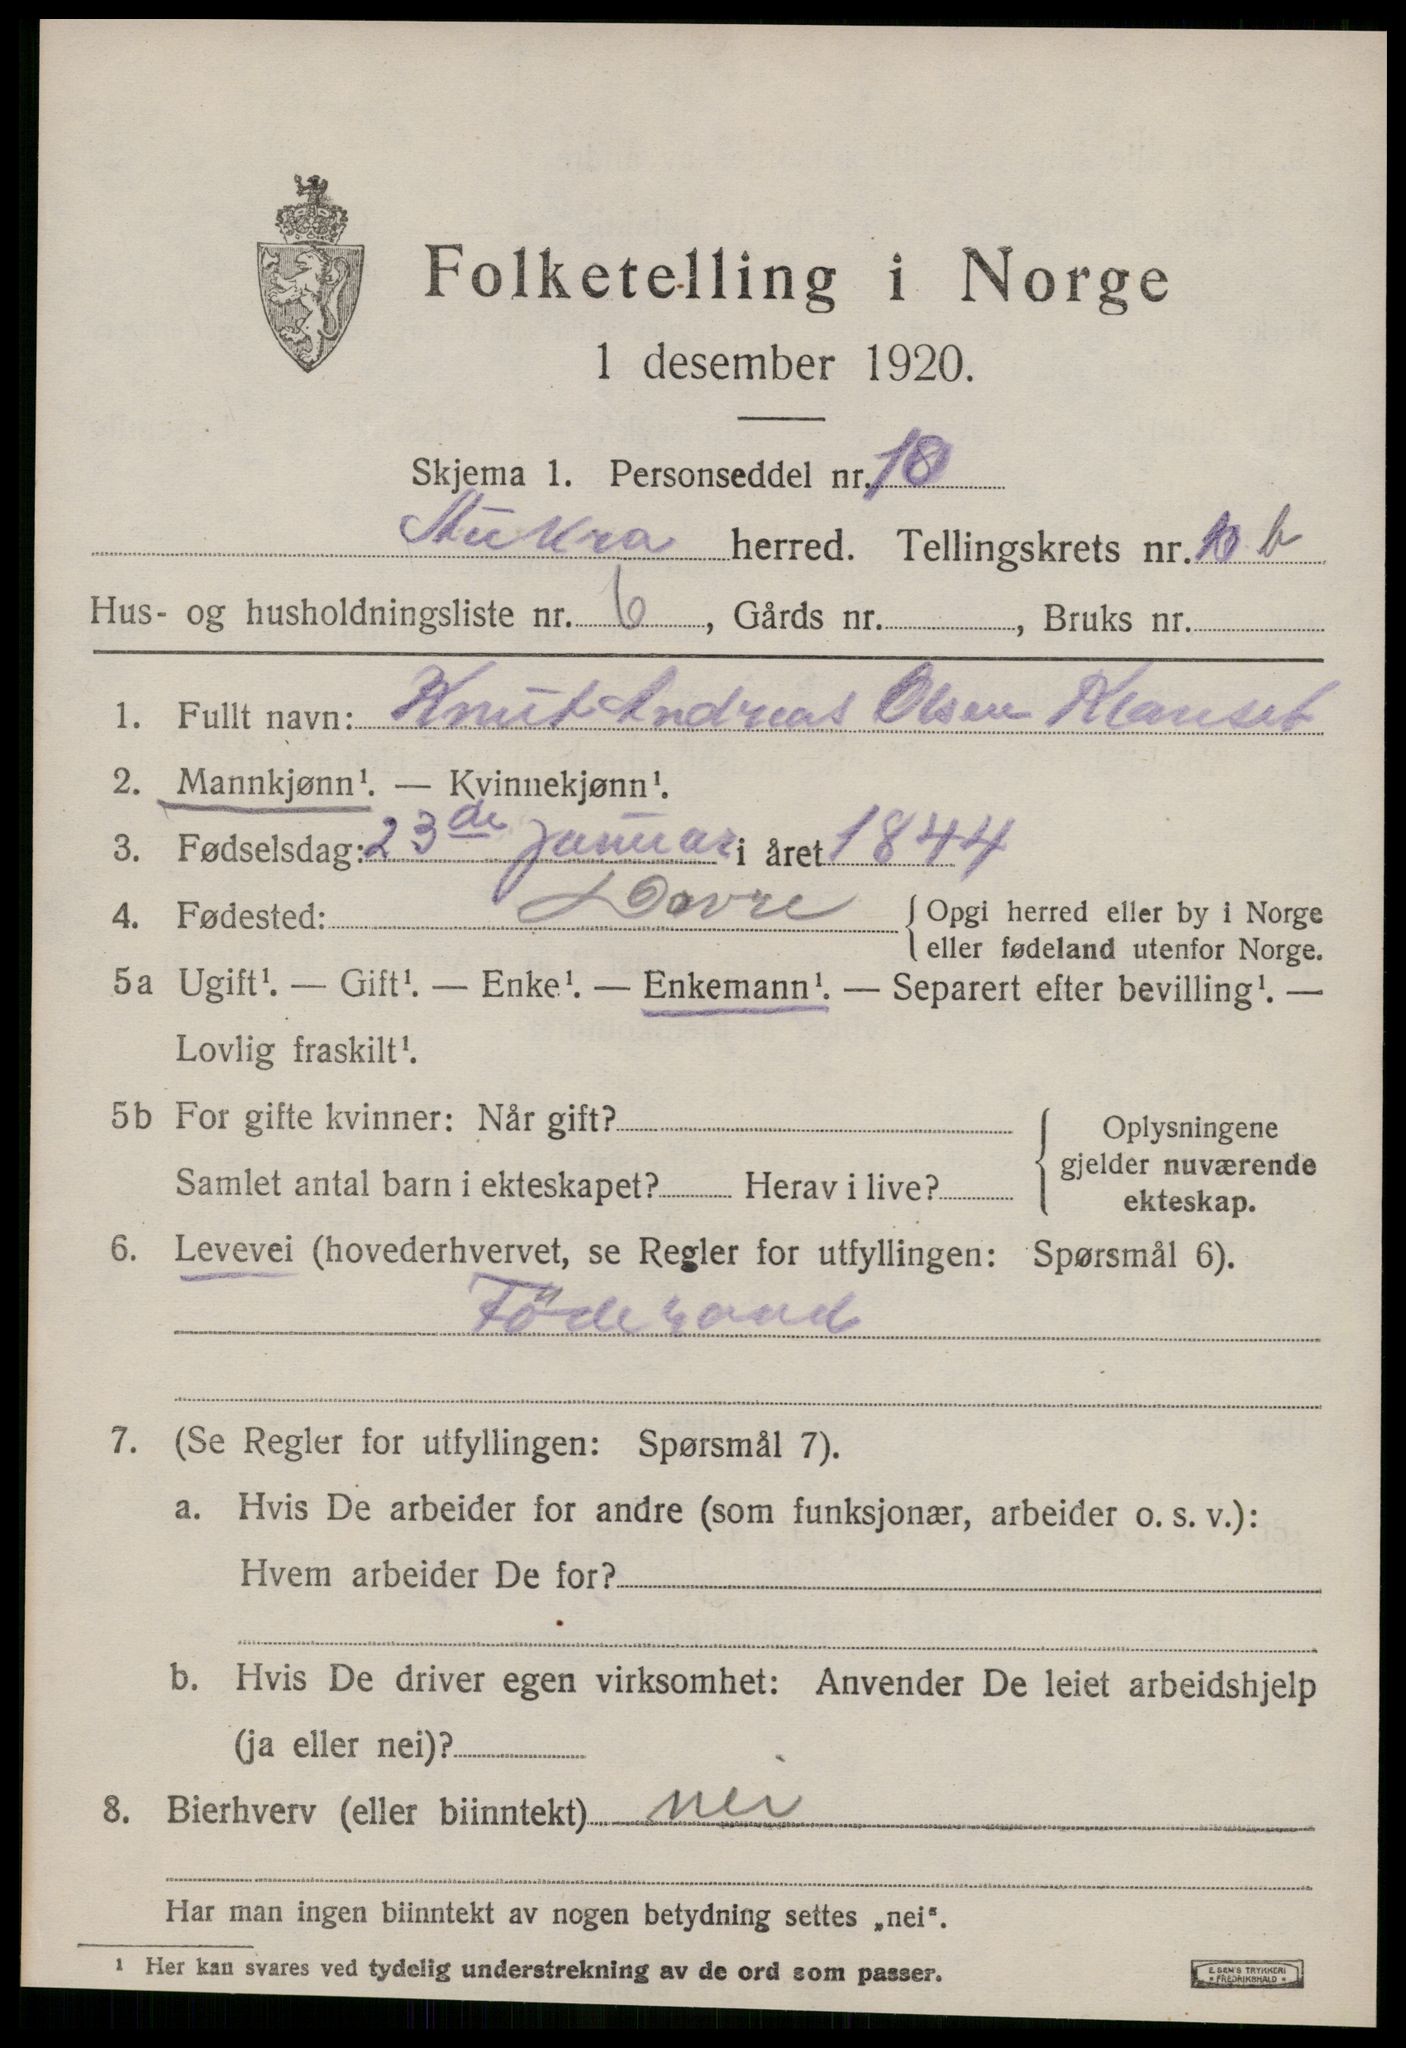 Folketelling i Norge
1 desember 1920.
Skjema 1. Personseddel nr. 18
Aukra herred. Tellingskrets nr. 10 b
Hus- og husholdningsliste nr. 6, Gårds nr. , Bruks nr.
1. Fullt navn: Knut Andreas Olsen Klauset
2. Mannkjønn¹. — Kvinnekjønn¹.
3. Fødselsdag: 23de Januar i året 1844
4. Fødested: Dovre { Opgi herred eller by i Norge
eller fødeland utenfor Norge.
5a Ugift¹. — Gift¹. — Enke¹. — Enkemann¹. — Separert efter bevilling¹. —
Lovlig fraskilt¹.
5b For gifte kvinner: Når gift? { Oplysningene
gjelder nuværende
Samlet antal barn i ekteskapet? Herav i live? ekteskap.
6. Levevei (hovederhvervet, se Regler for utfyllingen: Spørsmål 6).
Föderaad
7. (Se Regler for utfyllingen: Spørsmål 7).
a. Hvis De arbeider for andre (som funksjonær, arbeider o. s. v.):
Hvem arbeider De for?
b. Hvis De driver egen virksomhet: Anvender De leiet arbeidshjelp
(ja eller nei)?
8. Bierhverv (eller biinntekt) nei
Har man ingen biinntekt av nogen betydning settes „nei“.
¹ Her kan svares ved tydelig understrekning av de ord som passer.
E. SEM'S TRYKKERI
* FREDRIKSHALD *